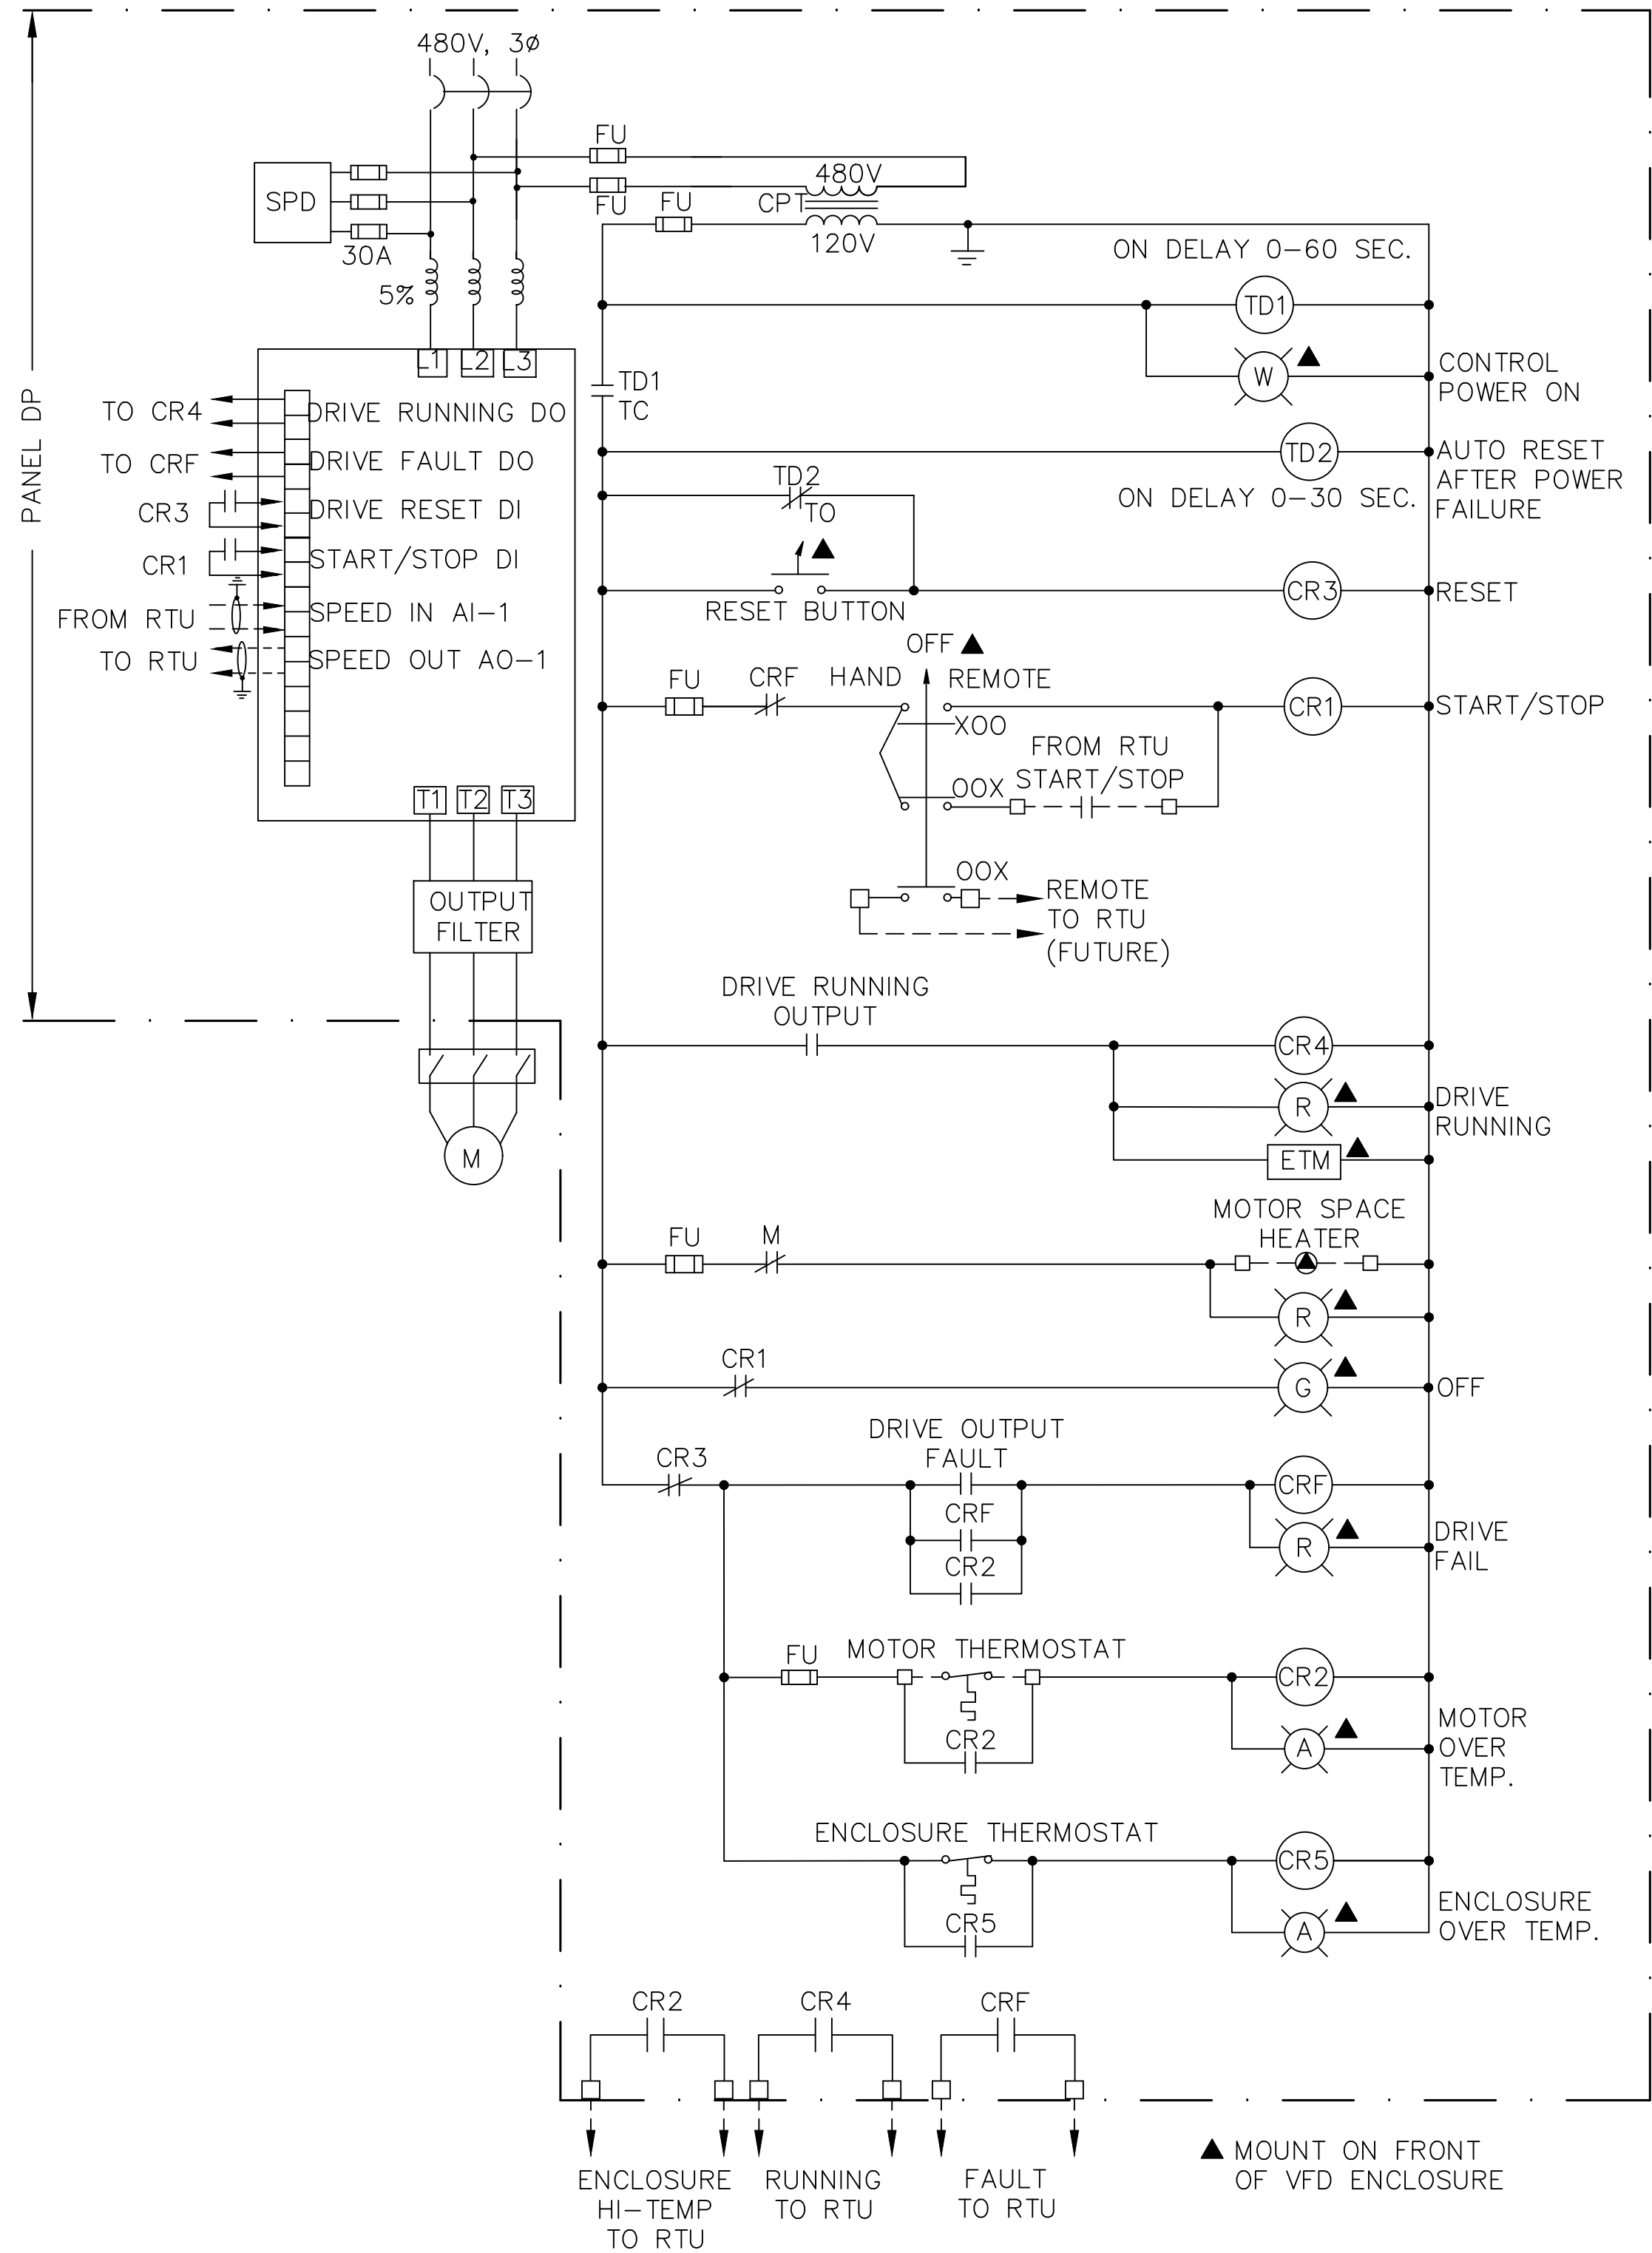 480V, 3ø
FU
480V
SPD
CPT
FU
FU
120V
30A
5%
ON DELAY 0-60 SEC.
TD1
L1
L2
L3
W
CONTROL
POWER ON
TD1
TC
PANEL DP
TO CR4
DRIVE RUNNING DO
TO CRF
DRIVE FAULT DO
CR3
DRIVE RESET DI
CR1
START/STOP DI
FROM RTU
SPEED IN AI-1
TO RTU
SPEED OUT AO-1
TD2
AUTO RESET
AFTER POWER
FAILURE
TD2
TO
ON DELAY 0-30 SEC.
RESET BUTTON
CR3
RESET
OFF
HAND
REMOTE
FU
CRF
XOO
CR1
START/STOP
FROM RTU
START/STOP
OOX
T1
T2
T3
OOX
REMOTE
TO RTU
(FUTURE)
OUTPUT
FILTER
DRIVE RUNNING
OUTPUT
CR4
R
DRIVE
RUNNING
ETM
M
MOTOR SPACE
HEATER
FU
M
R
CR1
G
OFF
DRIVE OUTPUT
FAULT
CR3
CRF
CRF
R
DRIVE
FAIL
CR2
FU
MOTOR THERMOSTAT
CR2
CR2
A
MOTOR
OVER
TEMP.
ENCLOSURE THERMOSTAT
CR5
CR5
A
ENCLOSURE
OVER TEMP.
CR2
CR4
CRF
ENCLOSURE
HI-TEMP
TO RTU
RUNNING
TO RTU
FAULT
TO RTU
MOUNT ON FRONT
OF VFD ENCLOSURE